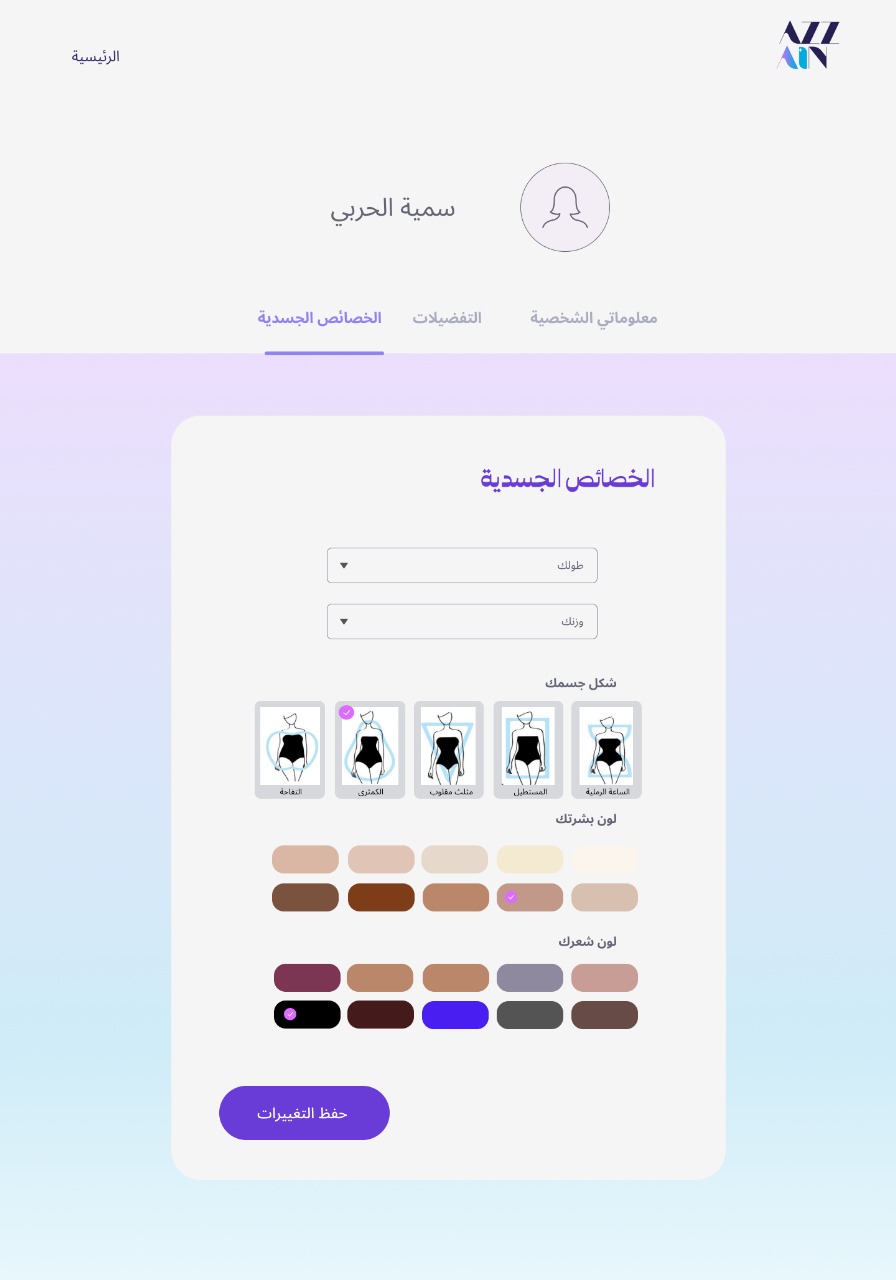 AZZ
AIN
الرئيسية
سمية الحربي
معلوماتي الشخصية
التفضيلات
الخصائص الجسدية
الخصائص الجسدية
طولك
وزنك
شكل جسمك
الساعة الرملية
المستطيل
مثلث مقلوب
الكمثرى
التفاحة
لون بشرتك
لون شعرك
حفظ التغييرات